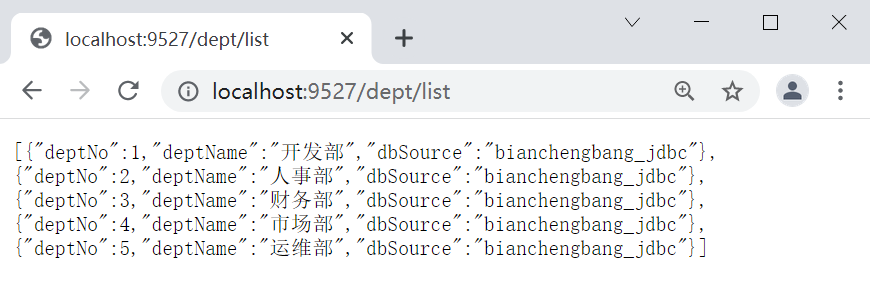 localhost:9527/dept/list
localhost:9527/dept/list
[{"deptNo":1,"deptName":"开发部","dbSource":"bianchengbang_jdbc"},
{"deptNo":2,"deptName":"人事部","dbSource":"bianchengbang_jdbc"},
{"deptNo":3,"deptName":"财务部","dbSource":"bianchengbang_jdbc"},
{"deptNo":4,"deptName":"市场部","dbSource":"bianchengbang_jdbc"},
{"deptNo":5,"deptName":"运维部","dbSource":"bianchengbang_jdbc"}]